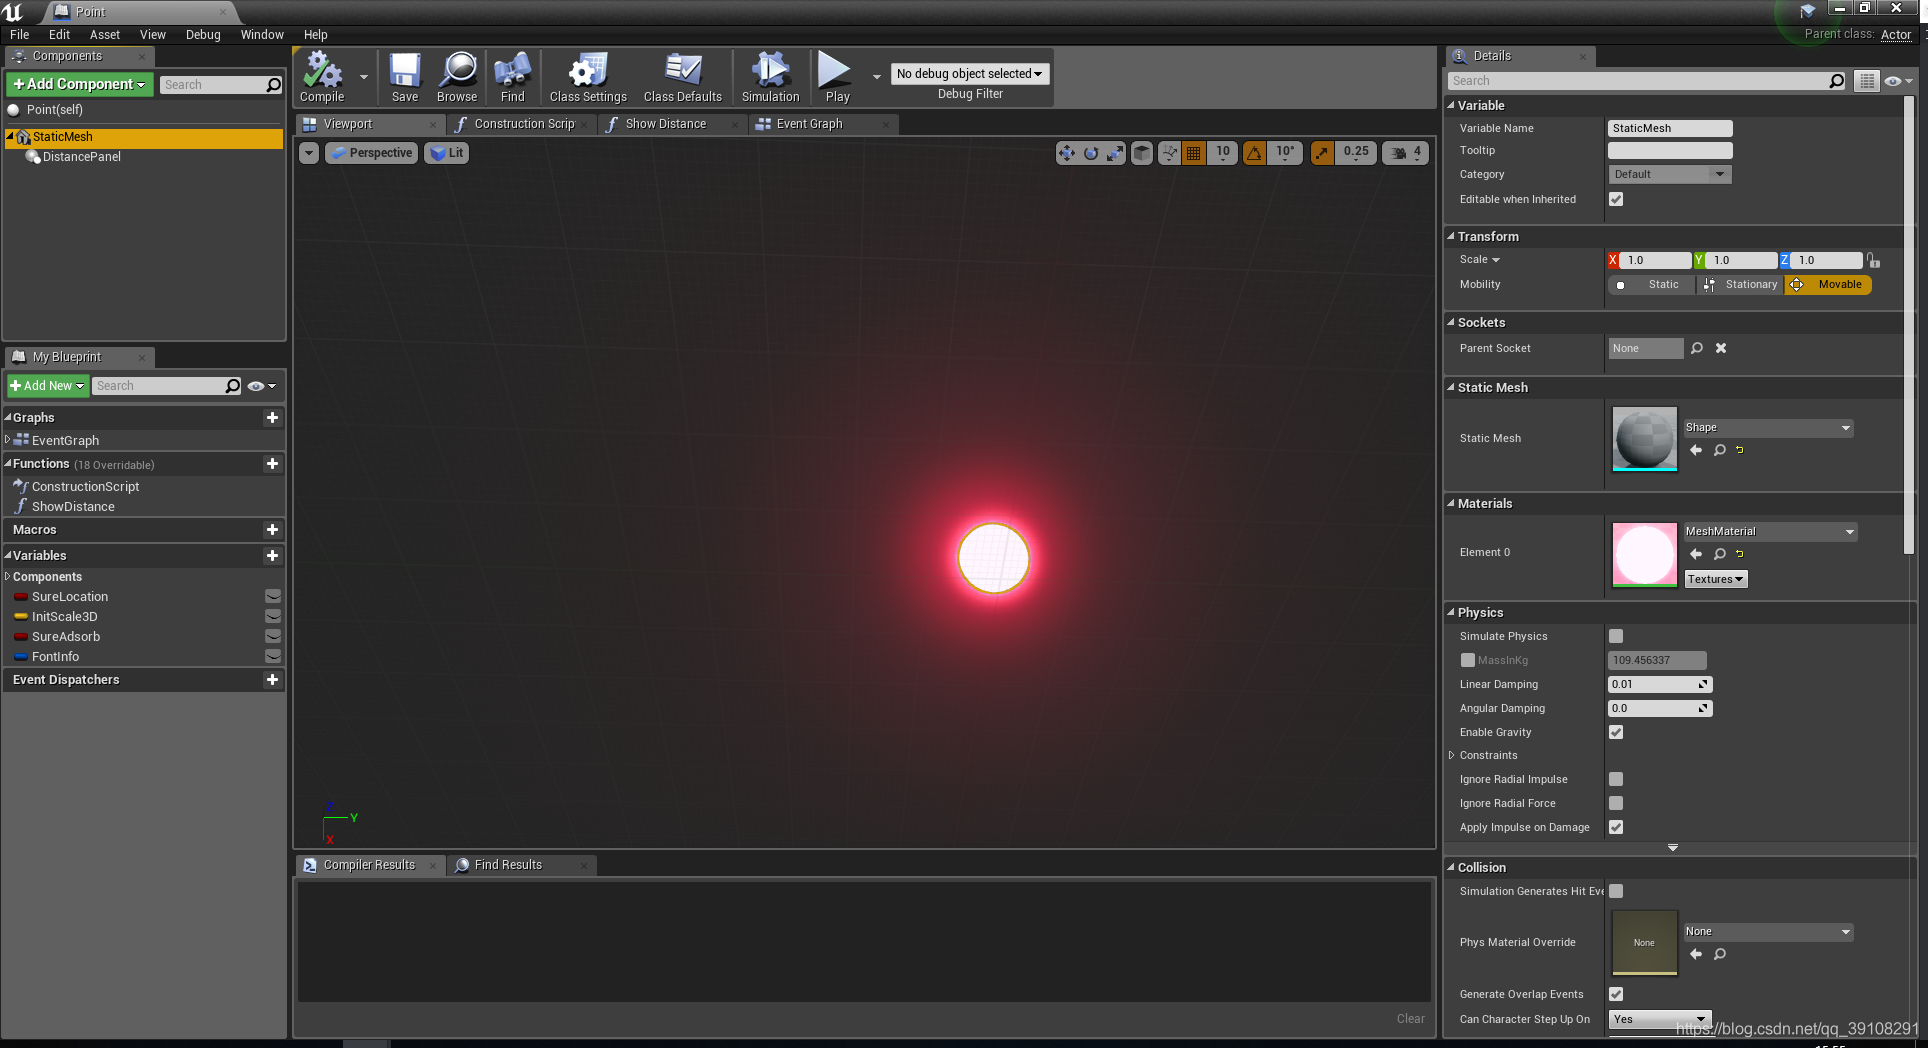 Point
File Edit Asset View Debug Window Help
Parent class: Actor
Components
+Add Component
Search
Point(self)
StaticMesh
DistancePanel
My Blueprint
+Add New
Search
Graphs
EventGraph
Functions (18 Overridable)
ConstructionScript
ShowDistance
Macros
Variables
Components
SureLocation
InitScale3D
SureAdsorb
FontInfo
Event Dispatchers
Compile Save Browse Find Class Settings Class Defaults Simulation Play
No debug object selected
Debug Filter
Viewport Construction Scrip Show Distance Event Graph
Perspective Lit
10 10° 0.25 4
Z
Y
X
Compiler Results Find Results
Clear
Details
Search
Variable
Variable Name StaticMesh
Tooltip
Category Default
Editable when Inherited
Transform
Scale X 1.0 Y 1.0 Z 1.0
Mobility Static Stationary Movable
Sockets
Parent Socket None
Static Mesh
Static Mesh Shape
Materials
Element 0 MeshMaterial
Textures
Physics
Simulate Physics
MassInKg 109.456337
Linear Damping 0.01
Angular Damping 0.0
Enable Gravity
Constraints
Ignore Radial Impulse
Ignore Radial Force
Apply Impulse on Damage
Collision
Simulation Generates Hit Eve
Phys Material Override None None
Generate Overlap Events
Can Character Step Up On Yes
https://blog.csdn.net/qq_39108291